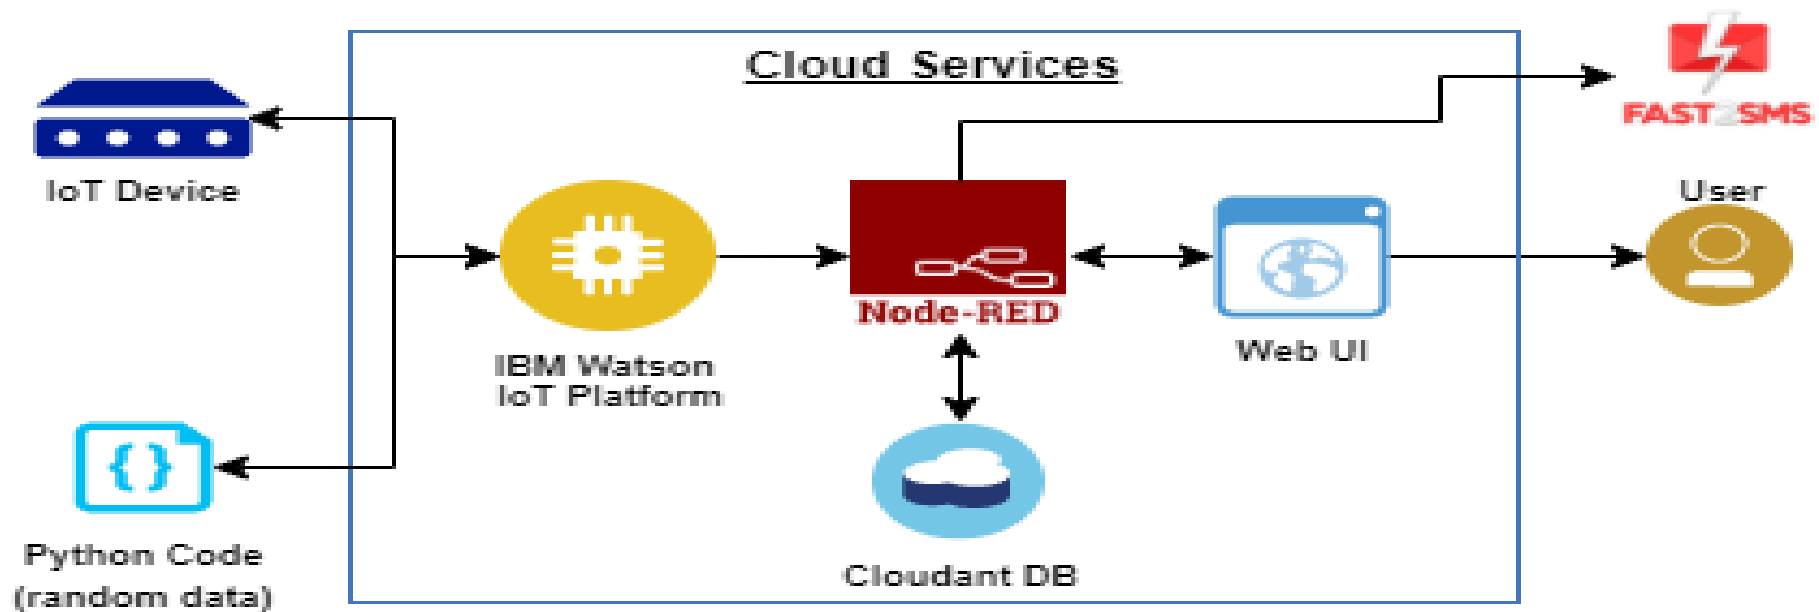 Cloud Services
FAST2SMS
IoT Device
User
Node-RED
IBM Watson
IoT Platform
Web UI
{ }
Python Code
(random data)
Cloudant DB